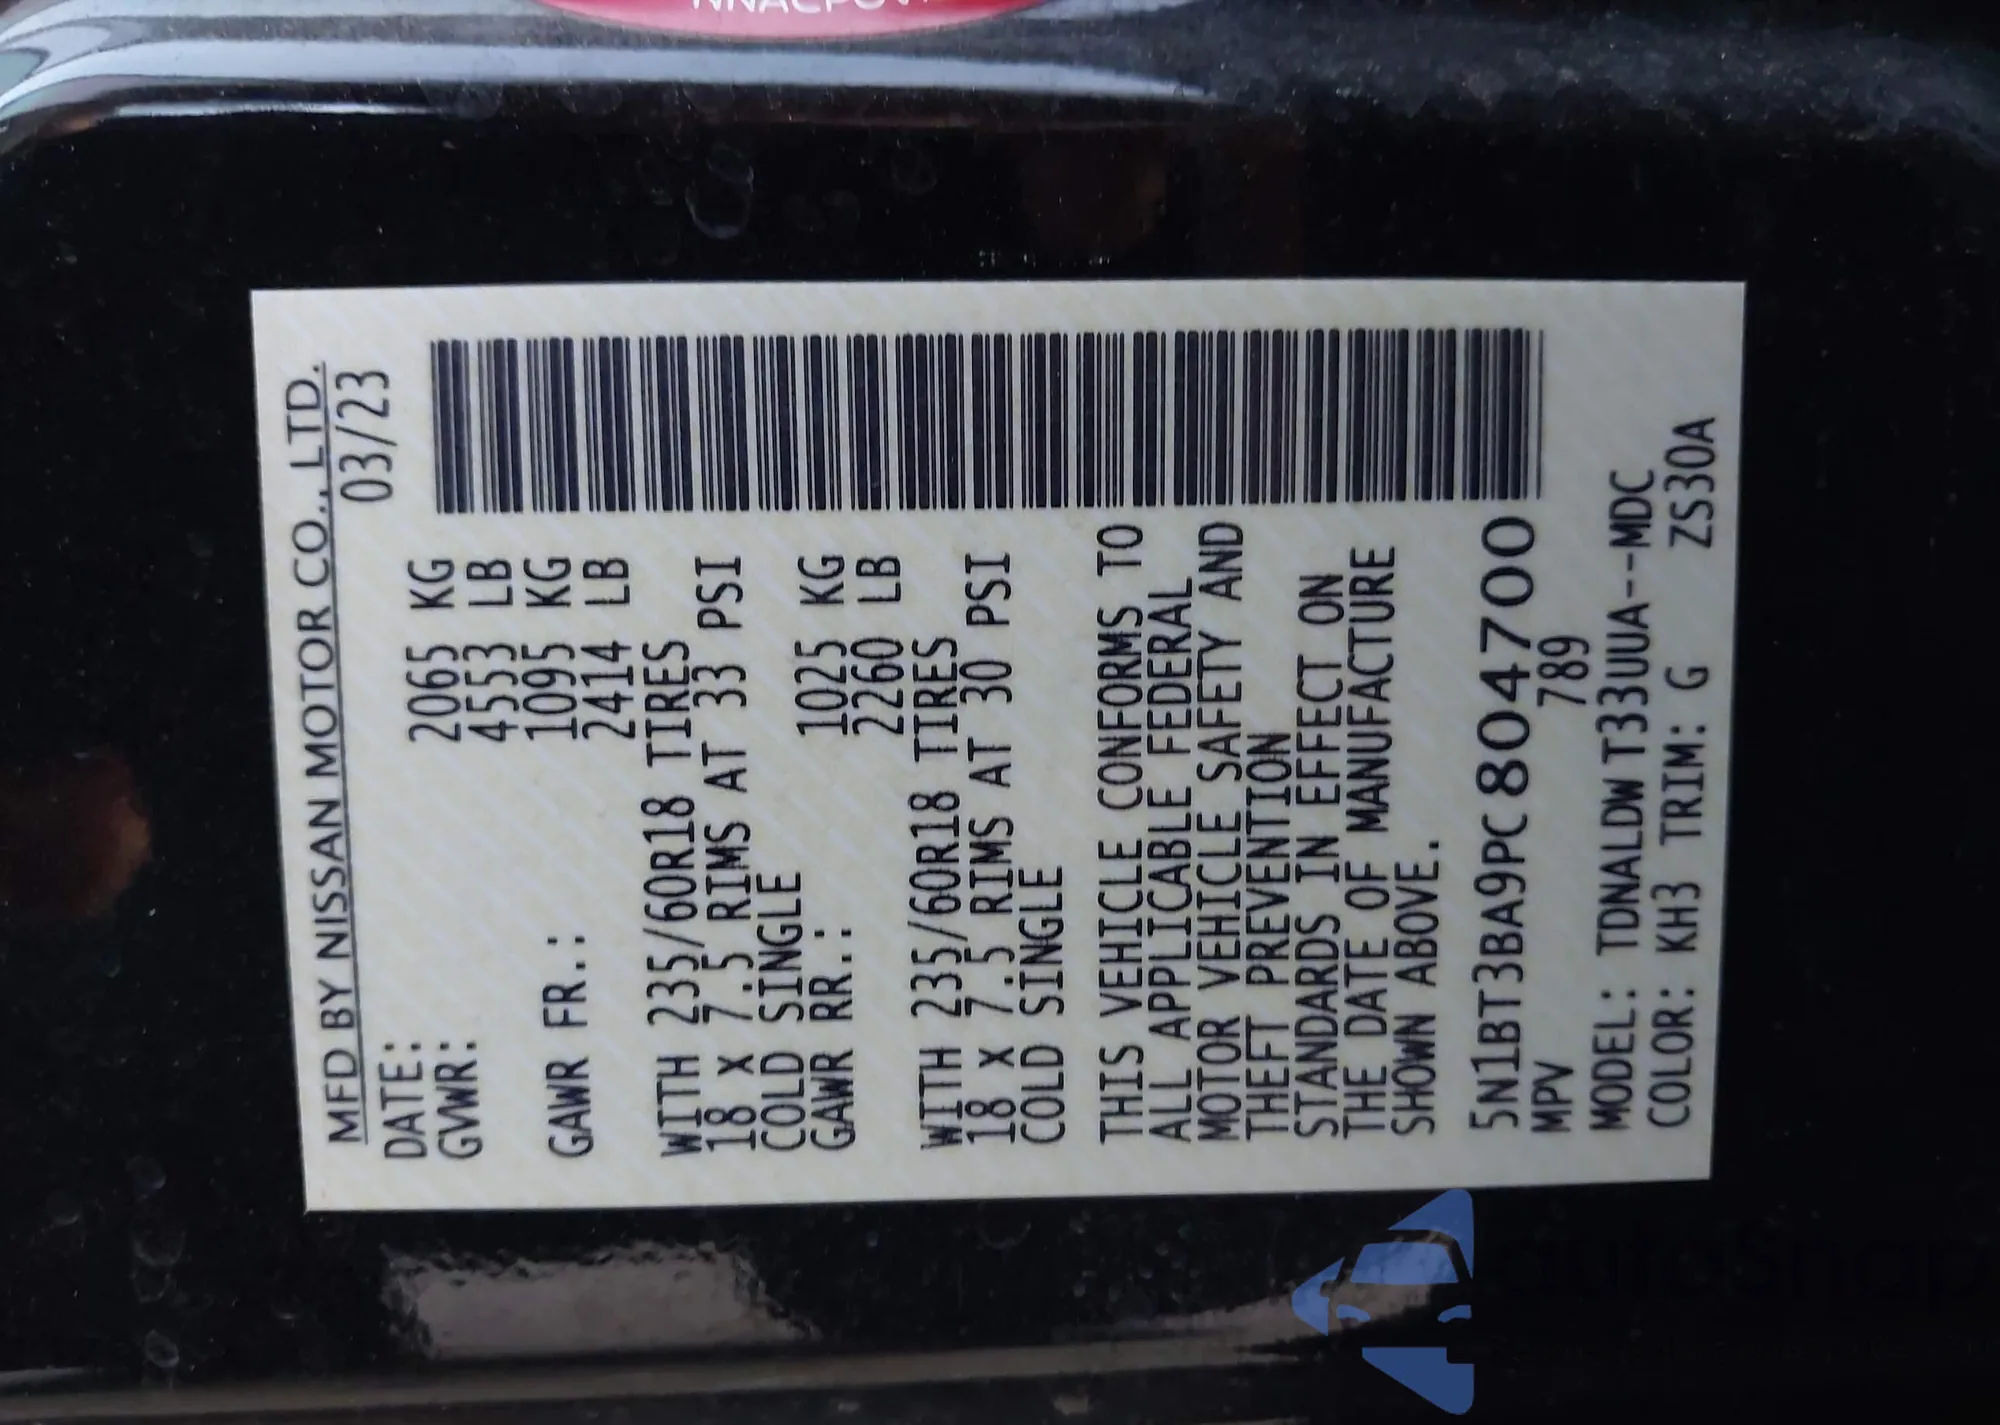 MFD BY NISSAN MOTOR CO., LTD.
DATE: 03/23
GVWR: 2065 KG
4553 LB
GAWR FR.: 1095 KG
2414 LB
WITH 235/60R18 TIRES
18 X 7.5 RIMS AT 33 PSI
COLD SINGLE
GAWR RR.: 1025 KG
2260 LB
WITH 235/60R18 TIRES
18 X 7.5 RIMS AT 30 PSI
COLD SINGLE
THIS VEHICLE CONFORMS TO
ALL APPLICABLE FEDERAL
MOTOR VEHICLE SAFETY AND
THEFT PREVENTION
STANDARDS IN EFFECT ON
THE DATE OF MANUFACTURE
SHOWN ABOVE.
5N1BT3BA9PC804700
MPV 789
MODEL: TDNALDW T33UUA--MDC
COLOR: KH3 TRIM: G ZS30A